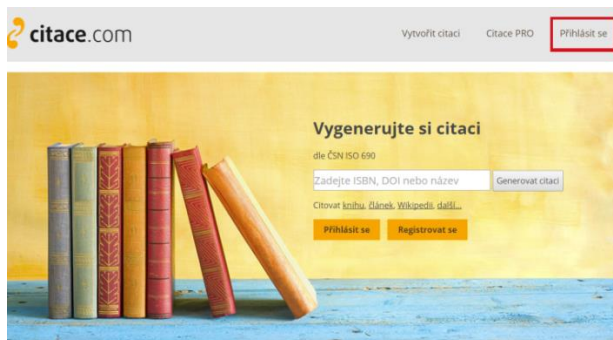 citace.com
Vytvořit citaci Citace PRO Přihlásit se
Vygenerujte si citaci
dle ČSN ISO 690
Zadejte ISBN, DOI nebo název Generovat citaci
Citovat knihu, článek, Wikipedii, další...
Přihlásit se Registrovat se